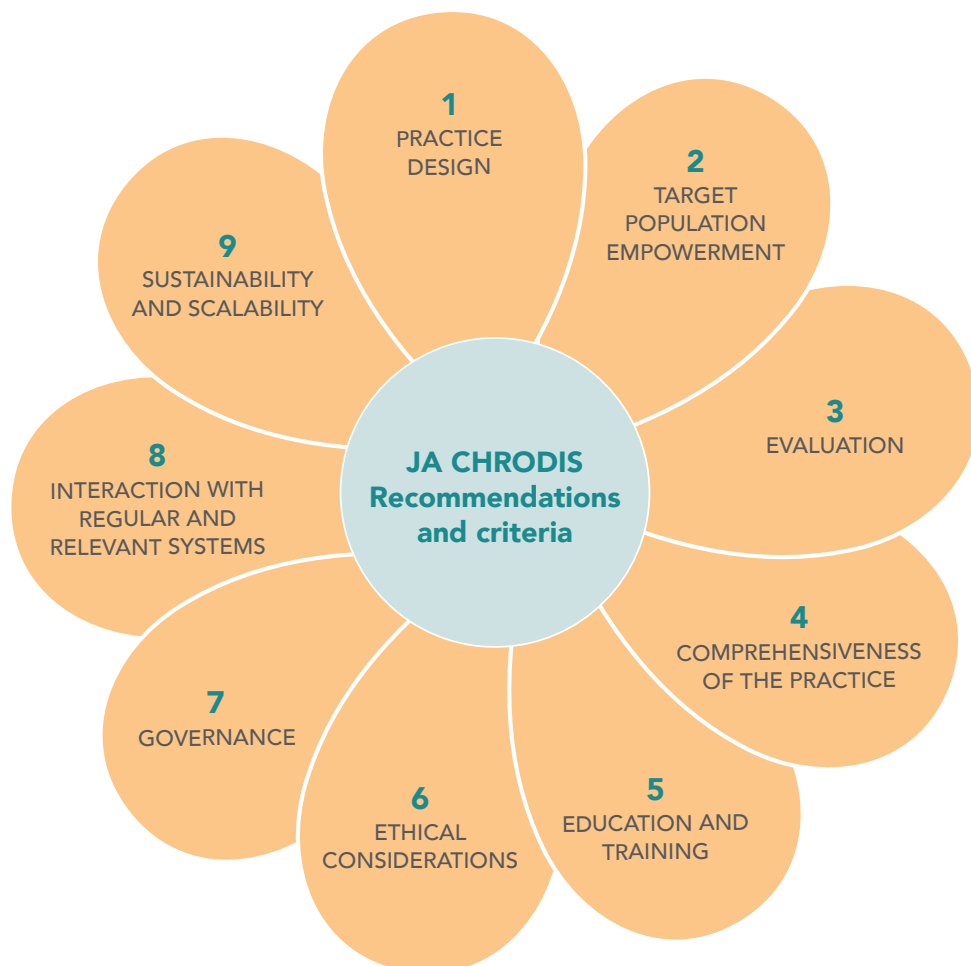 1
PRACTICE
DESIGN
2
TARGET
POPULATION
EMPOWERMENT
3
EVALUATION
4
COMPREHENSIVENESS
OF THE PRACTICE
5
EDUCATION AND
TRAINING
6
ETHICAL
CONSIDERATIONS
7
GOVERNANCE
8
INTERACTION WITH
REGULAR AND
RELEVANT SYSTEMS
9
SUSTAINABILITY
AND SCALABILITY
JA CHRODIS
Recommendations
and criteria